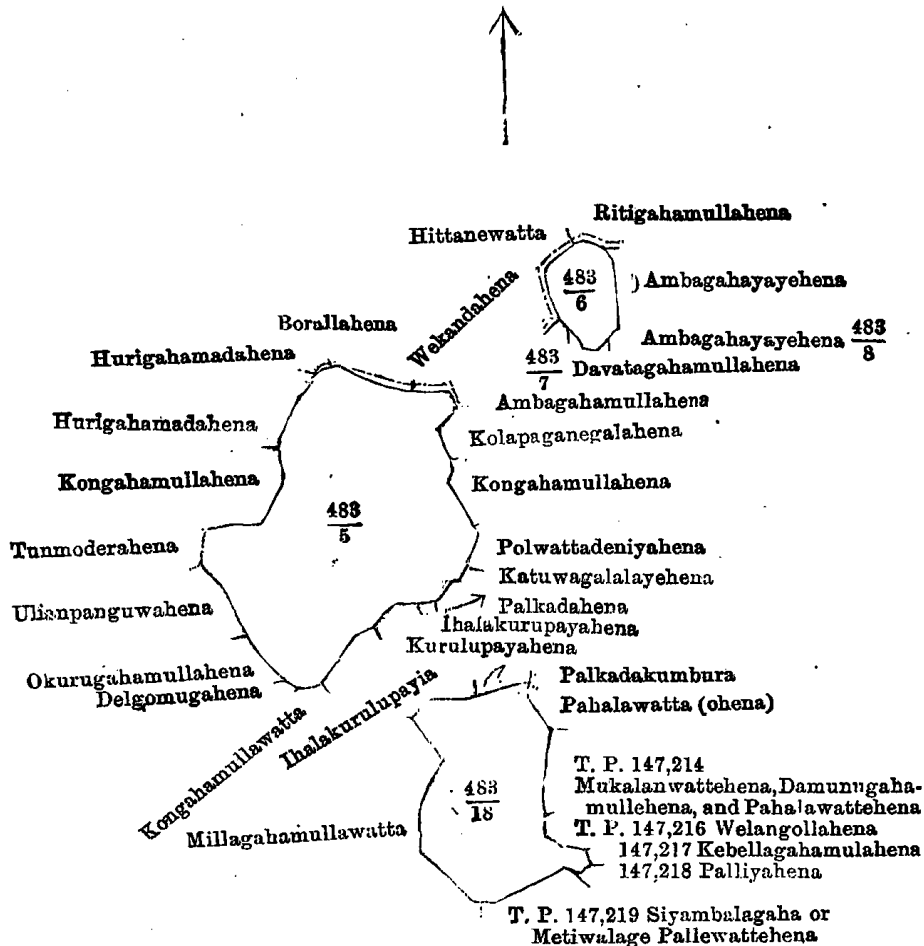 Ritigahamullahena
Hittanewatta
483
6
Ambagahayayehena
Wekandahena
Borallahena
Hurigahamadahena
Ambagahayayehena 483
8
483
7 Davatagahamullahena
Ambagahamullahena
Hurigahamadahena
Kolapaganegalahena
Kongahamullahena
Kongahamullahena
483
5
Tunmoderahena
Polwattadeniyahena
Katuwagalalayehena
Ulianpanguwahena
Palkadahena
Ihalakurupayahena
Kurulupayahena
Okurugahamullahena
Delgomugahena
Palkadakumbura
Pahalawatta (ohena)
Ihalakurulupayia
Kongahamullawatta
T. P. 147,214
Mukalanwattehena, Damunugaha-
mullehena, and Pahalawattehena
483
18
Millagahamullawatta
T. P. 147,216 Welangollahena
147,217 Kebellagahamulahena
147,218 Palliyahena
T. P. 147,219 Siyambalagaha or
Metiwalage Pallewattehena